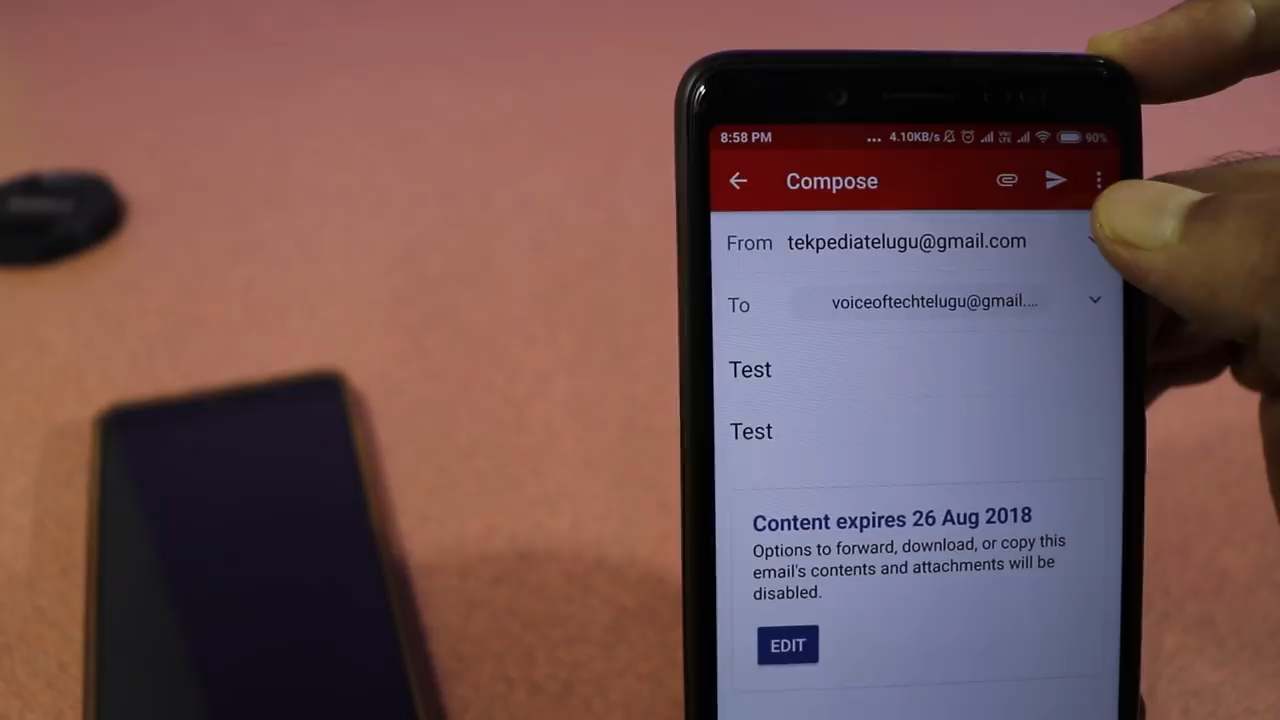 8:58 PM ... 4.10KB/s 90%
Compose
From tekpediatelugu@gmail.com
To voiceoftechtelugu@gmail....
Test
Test
Content expires 26 Aug 2018
Options to forward, download, or copy this
email's contents and attachments will be
disabled.
EDIT